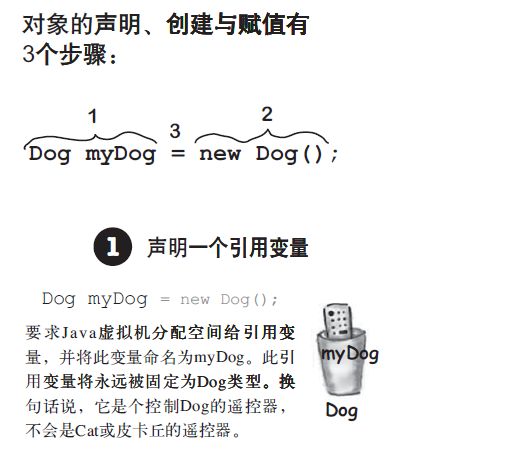 对象的声明、创建与赋值有
3个步骤：
1 3 2
Dog myDog = new Dog();
1 声明一个引用变量
Dog myDog = new Dog();
要求Java虚拟机分配空间给引用变
量，并将此变量命名为myDog。此引
用变量将永远被固定为Dog类型。换
句话说，它是个控制Dog的遥控器，
不会是Cat或皮卡丘的遥控器。
myDog
Dog